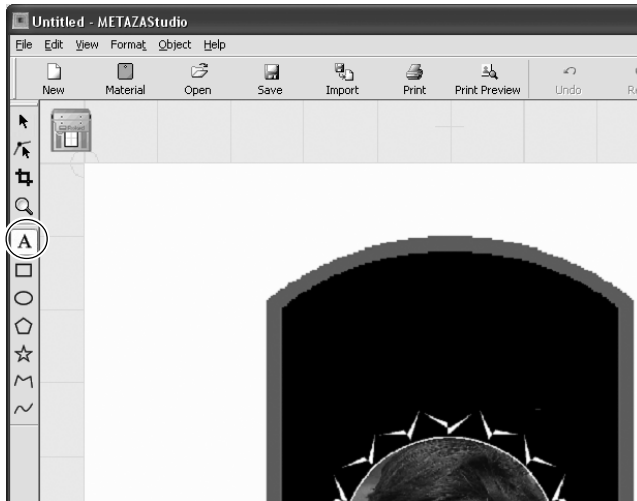 Untitled - METAZAStudio
File Edit View Format Object Help
New Material Open Save Import Print Print Preview Undo
A